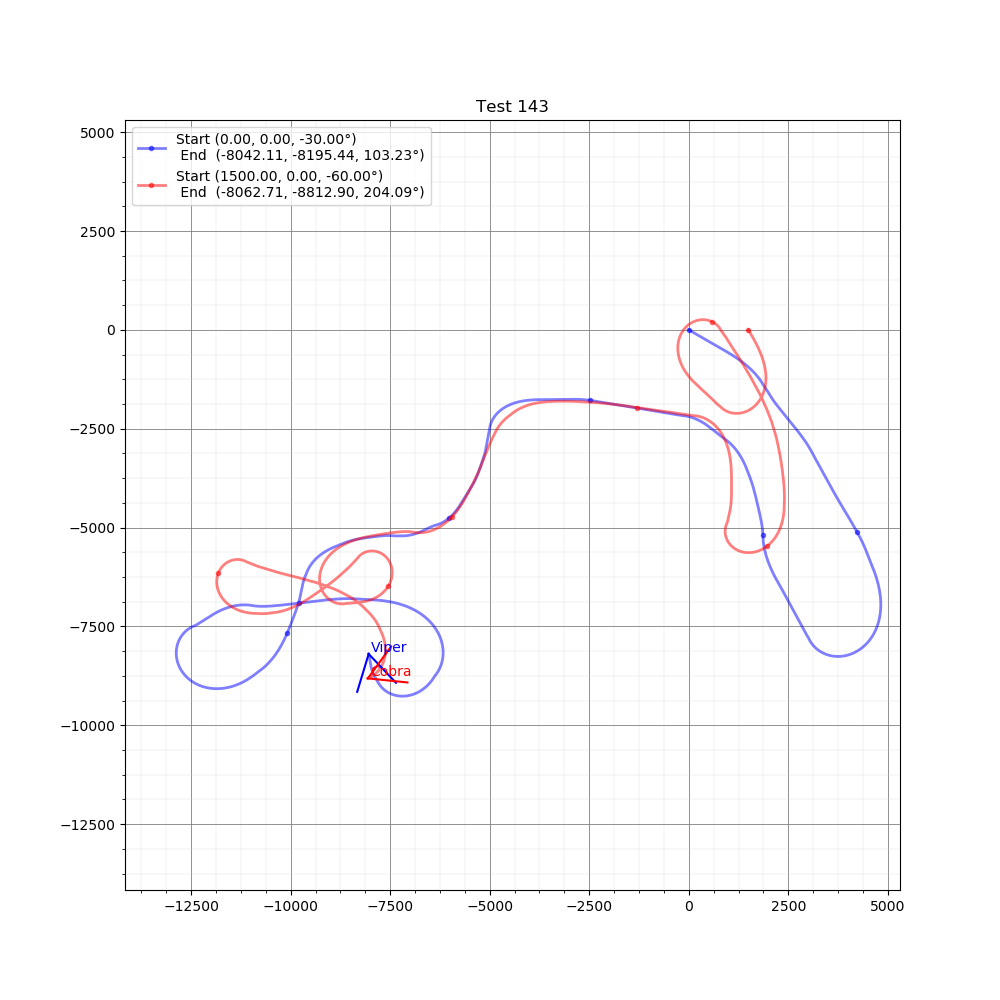 Test 143
Start (0.00, 0.00, -30.00°)
End (-8042.11, -8195.44, 103.23°)
Start (1500.00, 0.00, -60.00°)
End (-8062.71, -8812.90, 204.09°)
5000
2500
0
−2500
−5000
−7500
−10000
−12500
Viper
Cobra
−12500 −10000 −7500 −5000 −2500 0 2500 5000